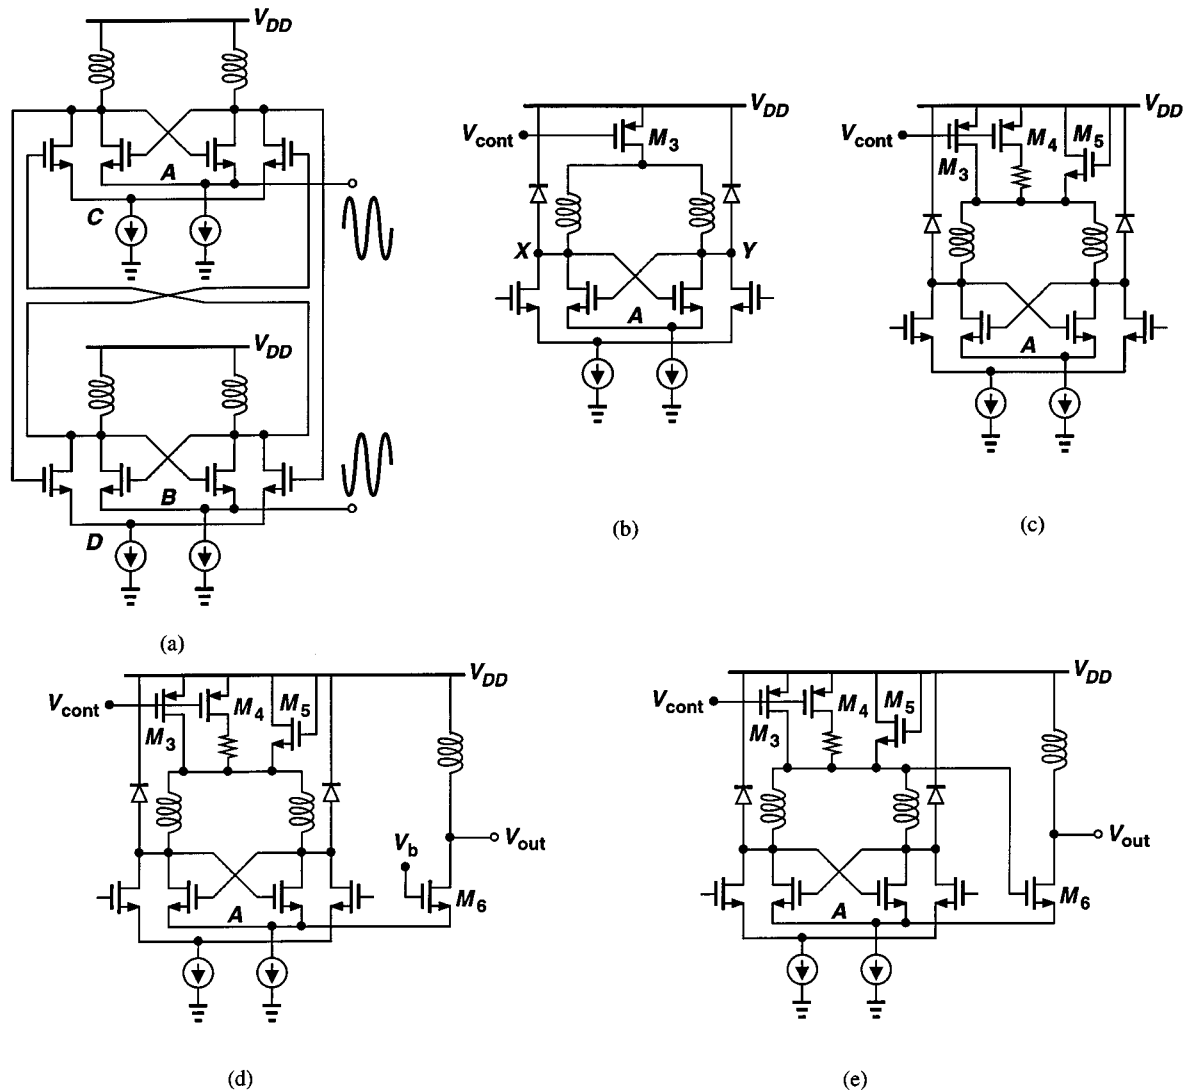 V_DD
A
C
V_DD
B
D
(a)
V_DD
V_cont
M_3
X
Y
A
(b)
V_DD
V_cont
M_3
M_4
M_5
A
(c)
V_DD
V_cont
M_3
M_4
M_5
V_b
V_out
A
M_6
(d)
V_DD
V_cont
M_3
M_4
M_5
V_out
A
M_6
(e)